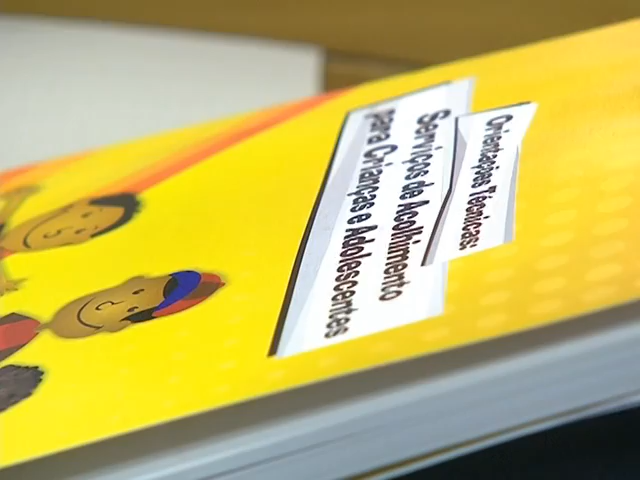 Orientações Técnicas:
Serviços de Acolhimento
para Crianças e Adolescentes